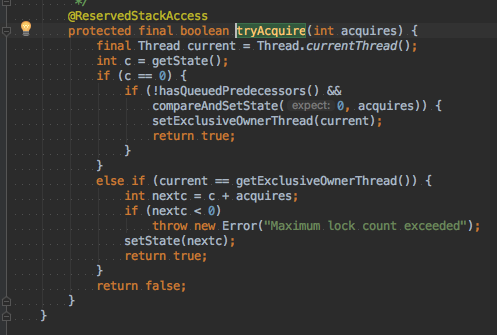 */
@ReservedStackAccess
protected final boolean tryAcquire(int acquires) {
final Thread current = Thread.currentThread();
int c = getState();
if (c == 0) {
if (!hasQueuedPredecessors() &&
compareAndSetState( expect: 0, acquires)) {
setExclusiveOwnerThread(current);
return true;
}
}
else if (current == getExclusiveOwnerThread()) {
int nextc = c + acquires;
if (nextc < 0)
throw new Error("Maximum lock count exceeded");
setState(nextc);
return true;
}
return false;
}
}